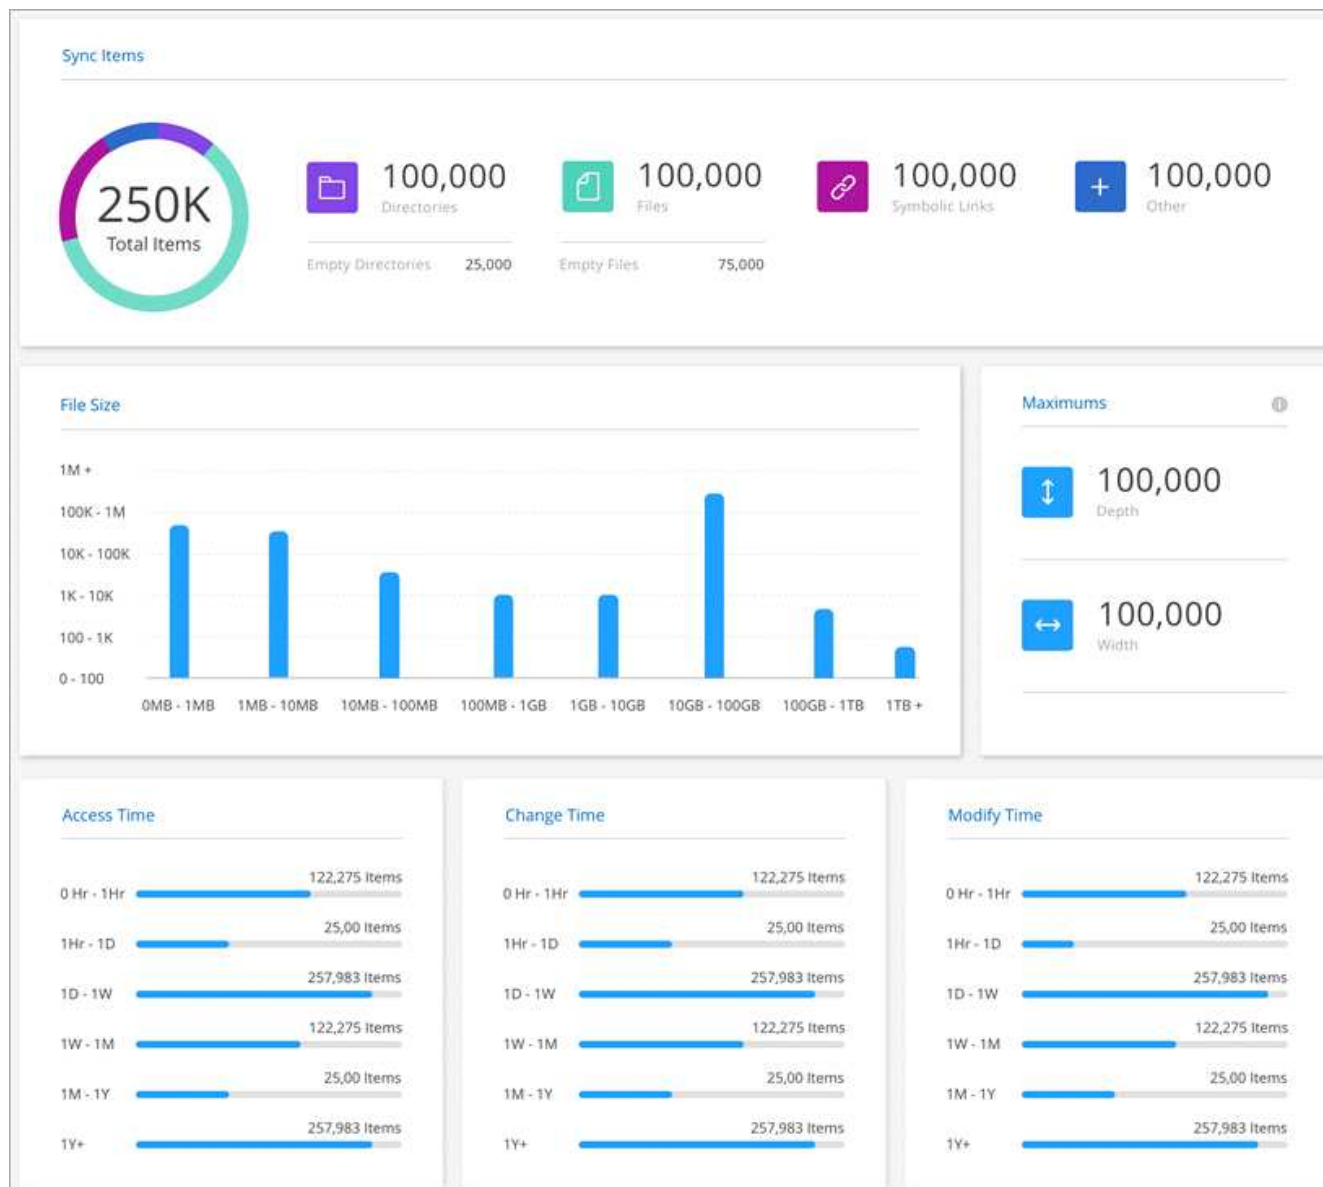 Sync Items
250K
Total Items
100,000
Directories
Empty Directories 25,000
100,000
Files
Empty Files 75,000
100,000
Symbolic Links
100,000
Other
File Size
1M +
100K - 1M
10K - 100K
1K - 10K
100 - 1K
0 - 100
0MB - 1MB 1MB - 10MB 10MB - 100MB 100MB - 1GB 1GB - 10GB 10GB - 100GB 100GB - 1TB 1TB +
Maximums
100,000
Depth
100,000
Width
Access Time
122,275 Items
0 Hr - 1Hr
25,00 Items
1Hr - 1D
257,983 Items
1D - 1W
122,275 Items
1W - 1M
25,00 Items
1M - 1Y
257,983 Items
1Y+
Change Time
122,275 Items
0 Hr - 1Hr
25,00 Items
1Hr - 1D
257,983 Items
1D - 1W
122,275 Items
1W - 1M
25,00 Items
1M - 1Y
257,983 Items
1Y+
Modify Time
122,275 Items
0 Hr - 1Hr
25,00 Items
1Hr - 1D
257,983 Items
1D - 1W
122,275 Items
1W - 1M
25,00 Items
1M - 1Y
257,983 Items
1Y+